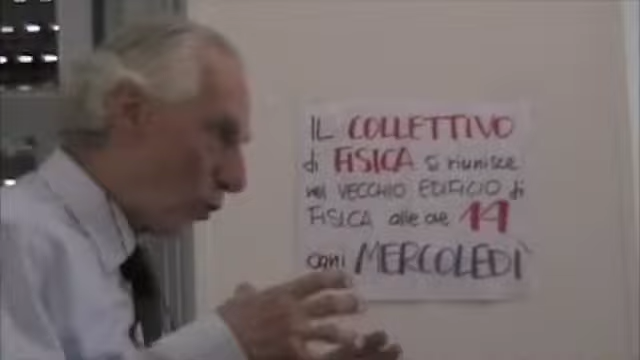 IL COLLETTIVO
di FISICA si riunisce
nel VECCHIO EDIFICIO di
FISICA alle ore 14
ogni MERCOLEDÌ